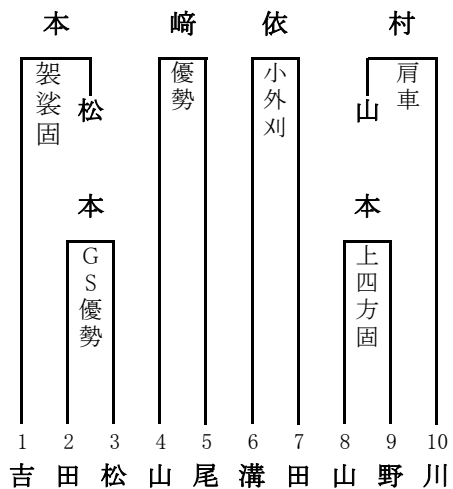 本 﨑 依 村
袈裟固
優勢
小外刈
肩車
松
山
本
本
GS優勢
上四方固
1 2 3 4 5 6 7 8 9 10
吉 田 松 山 尾 溝 田 山 野 川